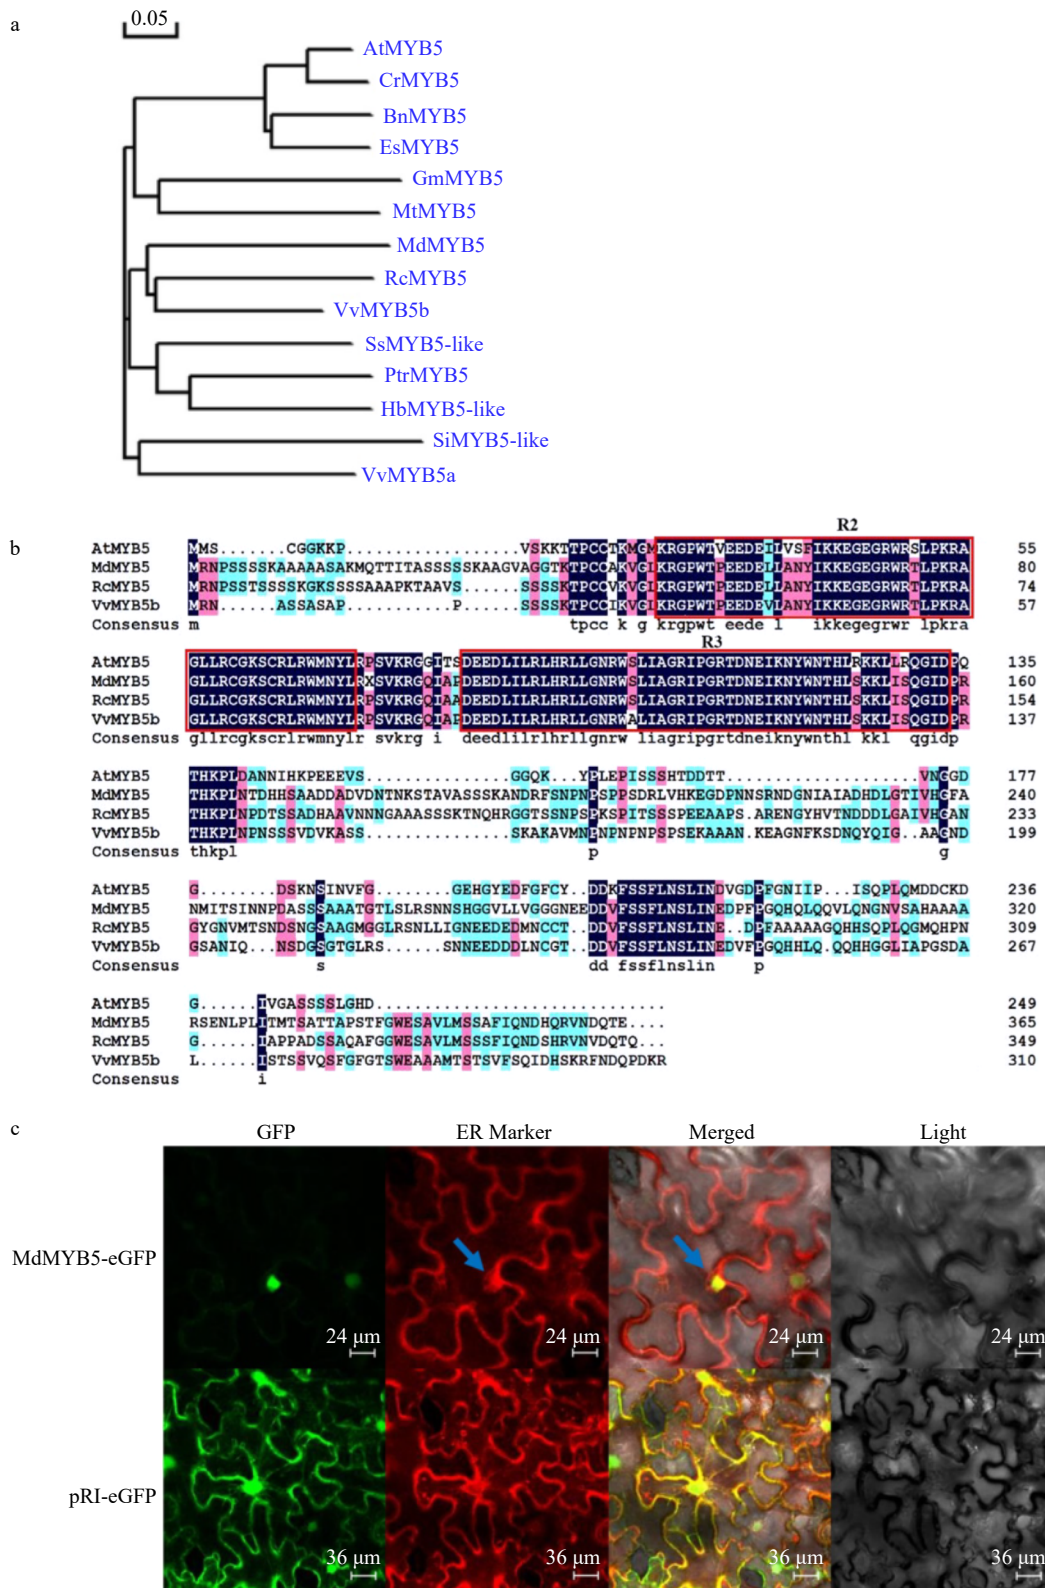 a
0.05
AtMYB5
CrMYB5
BnMYB5
EsMYB5
GmMYB5
MtMYB5
MdMYB5
RcMYB5
VvMYB5b
SsMYB5-like
PtrMYB5
HbMYB5-like
SiMYB5-like
VvMYB5a
b
R2
AtMYB5 MMS.......CGGKKP..................VSKKTTPCCTKMGMKRGPWTVEEDEILVSFIKKEGEGRWRSLPKRA 55
MdMYB5 MRNPSSSSKAAAAASAKMQTTITASSSSSSKAAGVAGGTKTPCCAKVGLKRGPWTPEEDELLANYIKKEGEGRWRTLPKRA 80
RcMYB5 MRNPSSTSSSSKGKSSSSAAAPKTAAVS......SSSSKTPCCVKVGIKRGPWTPEEDELLANYIKKEGEGRWRTLPKRA 74
VvMYB5b MRN.....ASSASAP...........P......SSSSKTPCCIKVGLKRGPWTPEEDEVLANYIKKEGEGRWRTLPKRA 57
Consensus m tpcc k g krgpwt eede l ikkegegrwr lpkra
R3
AtMYB5 GLLRCGKSCRLRWMNYLRPSVKRGGITSDEEDLILRLHRLLGNRWSLIAGRIPGRTDNEIKNYWNTHLRKKLLRQGIDPQ 135
MdMYB5 GLLRCGKSCRLRWMNYLRXSVKRGQIAPDEEDLILRLHRLLGNRWSLIAGRIPGRTDNEIKNYWNTHLSKKLISQGIDPR 160
RcMYB5 GLLRCGKSCRLRWMNYLRPSVKRGQIAADEEDLILRLHRLLGNRWSLIAGRIPGRTDNEIKNYWNTHLSKKLISQGIDPR 154
VvMYB5b GLLRCGKSCRLRWMNYLRPSVKRGQIAPDEEDLILRLHRLLGNRWALIAGRIPGRTDNEIKNYWNTHLSKKLISQGIDPR 137
Consensus gllrcgkscrlrwmnylr svkrg i deedlilrlhrllgnrw liagripgrtdneiknywnthl kkl qgidp
AtMYB5 THKPLDANNIHKPEEEVS...............GGQK...YPLEPISSSHTDDTT....................VNGGD 177
MdMYB5 THKPLNTDHHSAADDADVDNTNKSTAVASSSKANDRFSNPNPSPPSDRLVHKEGDPNNSRNDGNIAIADHDLGTIVHGFA 240
RcMYB5 THKPLNPDTSSADHAAVNNNGAAASSSKTNQHRGGTSSNPSPKSPITSSSPEEAAPS.ARENGYHVTNDDDLGAIVHGAN 233
VvMYB5b THKPLNPNSSSVDVKASS...............SKAKAVMNPNPNPNPSPSSPEKAAAN.KEAGNFKSDNQYQIG..AAGND 199
Consensus thkpl p g
AtMYB5 G........DSKNSINVFG........GEHGYEDFGFCY..DDKFSSFLNSLINDVGDPFGNIIP...ISQPLQMDDCKD 236
MdMYB5 NMITSINNPDASSSAAATGTLSLRSNNSHGGVLLVGGGNEEDDVFSSFLNSLINEDPFPGQHQLQQVLQNGNVSAHAAAA 320
RcMYB5 GYGNVMTSNDSNGSAAGMGGLRSNLLIGNEEDEDMNCCT..DDVFSSFLNSLINE..DPFAAAAAGQHHSQPLQGMQHPN 309
VvMYB5b GSANIQ...NSDGSGTGLRS.......SNNEEDDDLNCGT..DDVFSSFLNSLINEDVFPGQHHLQ.QQHHGGLIAPGSDA 267
Consensus s dd fssflnslin p
AtMYB5 G......IVGASSSSLGHD.............................. 249
MdMYB5 RSENLPLITMTSATTAPSTFGWESAVLMSSAFIQNDHQRVNDQTE.... 365
RcMYB5 G......IAPPADSSAQAFGGWESAVLMSSSFIQNDSHRVNVDQTQ... 349
VvMYB5b L......ISTSSVQSFGFGTSWEAAAMTSTSVFSQIDHSKRFNDQPDKR 310
Consensus i
c
GFP ER Marker Merged Light
MdMYB5-eGFP
24 μm 24 μm 24 μm 24 μm
pRI-eGFP
36 μm 36 μm 36 μm 36 μm